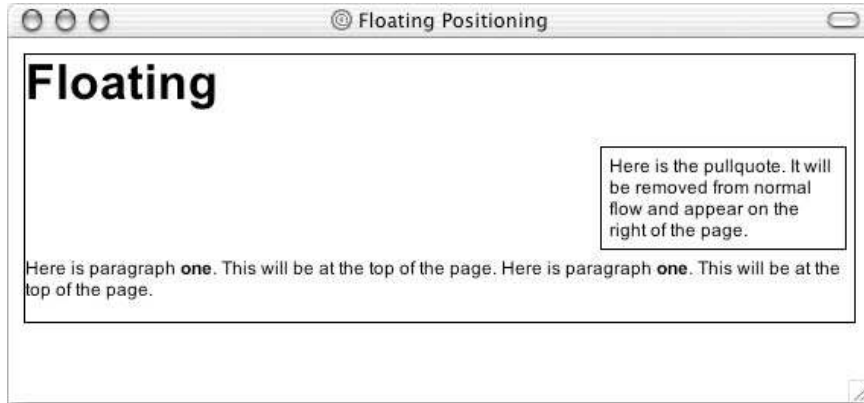 Floating Positioning
Floating
Here is the pullquote. It will
be removed from normal
flow and appear on the
right of the page.
Here is paragraph one. This will be at the top of the page. Here is paragraph one. This will be at the
top of the page.